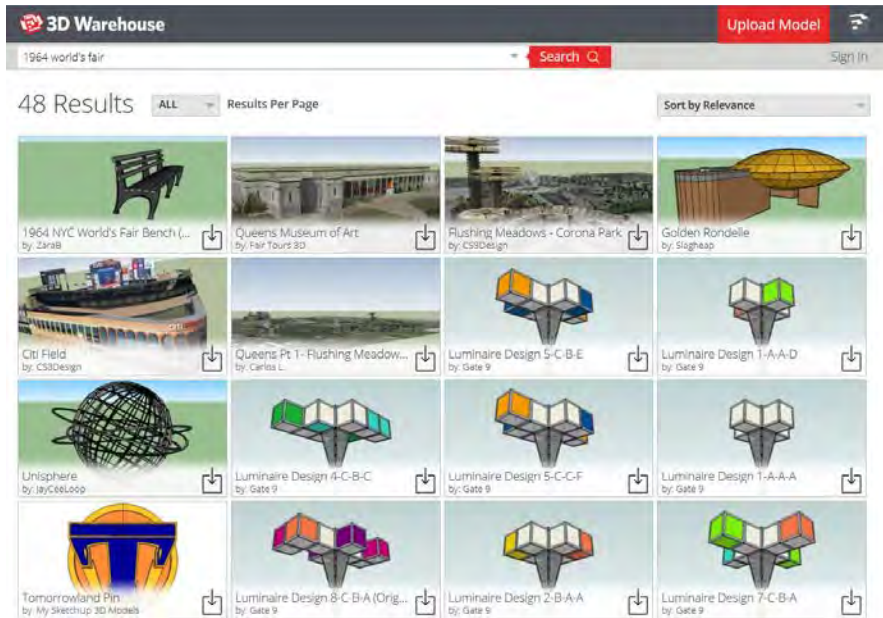 3D Warehouse
Upload Model
1964 world's fair
Search
Sign In
48 Results
ALL
Results Per Page
Sort by Relevance
1964 NYC World's Fair Bench (...
by: ZaraB
Queens Museum of Art
by: Fair Tours 3D
Flushing Meadows - Corona Park
by: CS3Design
Golden Rondelle
by: Slagheap
Citi Field
by: CS3Design
Queens Pt 1- Flushing Meadow...
by: Carlos L.
Luminaire Design 5-C-B-E
by: Gate 9
Luminaire Design 1-A-A-D
by: Gate 9
Unisphere
by: JayCeeLoop
Luminaire Design 4-C-B-C
by: Gate 9
Luminaire Design 5-C-C-F
by: Gate 9
Luminaire Design 1-A-A-A
by: Gate 9
Tomorrowland Pin
by: My Sketchup 3D Models
Luminaire Design 8-C-B-A (Orig...
by: Gate 9
Luminaire Design 2-B-A-A
by: Gate 9
Luminaire Design 7-C-B-A
by: Gate 9